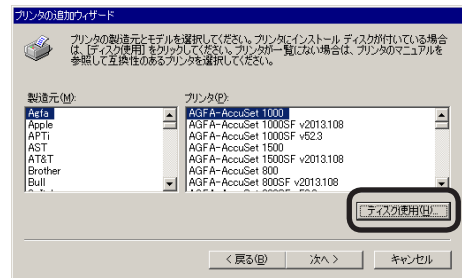 プリンタの追加ウィザード
プリンタの製造元とモデルを選択してください。プリンタにインストール ディスクが付いている場合
は、[ディスク使用] をクリックしてください。プリンタが一覧にない場合は、プリンタのマニュアルを
参照して互換性のあるプリンタを選択してください。
製造元(M):
プリンタ(P):
Agfa
Apple
APTi
AST
AT&T
Brother
Bull
AGFA-AccuSet 1000
AGFA-AccuSet 1000SF v2013.108
AGFA-AccuSet 1000SF v52.3
AGFA-AccuSet 1500
AGFA-AccuSet 1500SF v2013.108
AGFA-AccuSet 800
AGFA-AccuSet 800SF v2013.108
ディスク使用(H)...
< 戻る(B)
次へ >
キャンセル